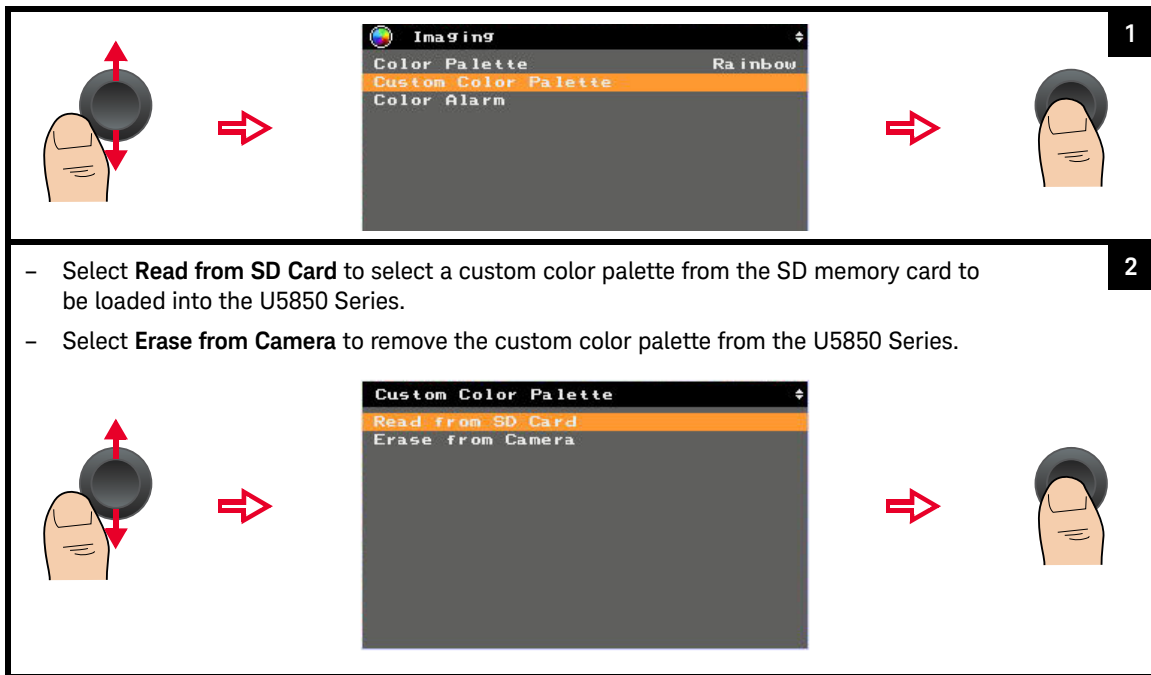 1
Imaging
Color Palette Rainbow
Custom Color Palette
Color Alarm
2
– Select Read from SD Card to select a custom color palette from the SD memory card to
be loaded into the U5850 Series.
– Select Erase from Camera to remove the custom color palette from the U5850 Series.
Custom Color Palette
Read from SD Card
Erase from Camera